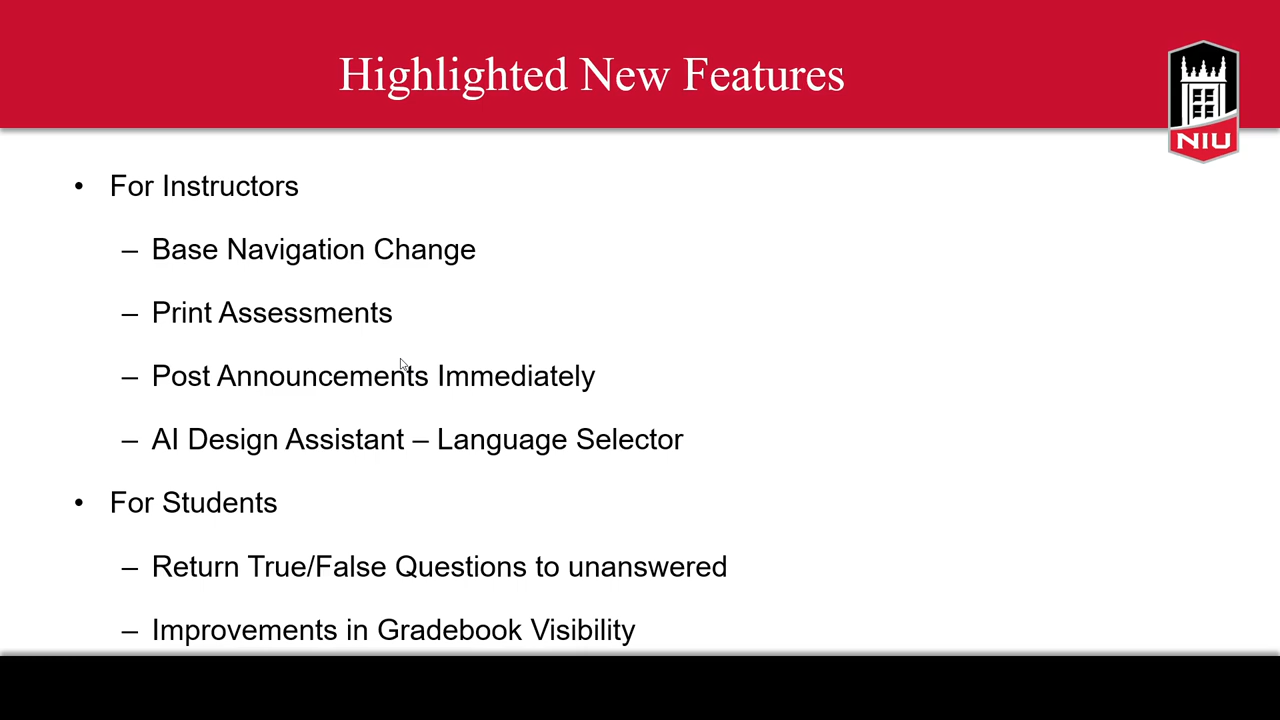 Highlighted New Features
NIU
• For Instructors
– Base Navigation Change
– Print Assessments
– Post Announcements Immediately
– AI Design Assistant – Language Selector
• For Students
– Return True/False Questions to unanswered
– Improvements in Gradebook Visibility